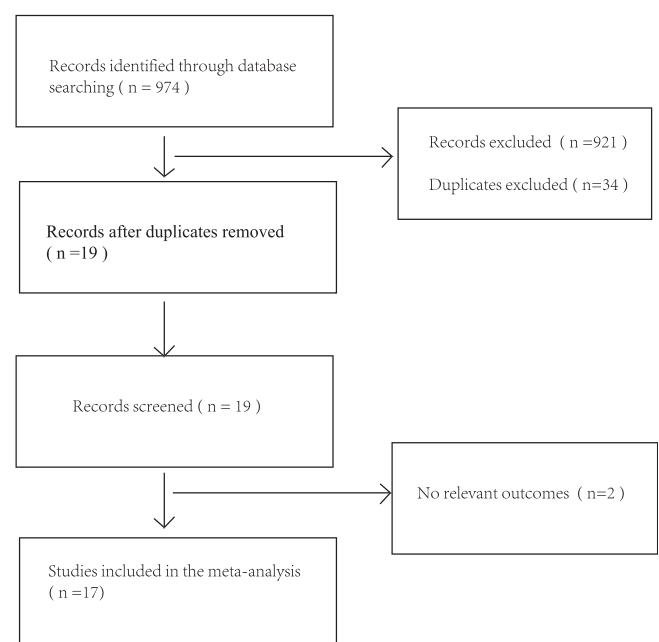 Records identified through database
searching ( n = 974 )
Records excluded ( n =921 )
Duplicates excluded ( n=34 )
Records after duplicates removed
( n =19 )
Records screened ( n = 19 )
No relevant outcomes ( n=2 )
Studies included in the meta-analysis
( n =17)